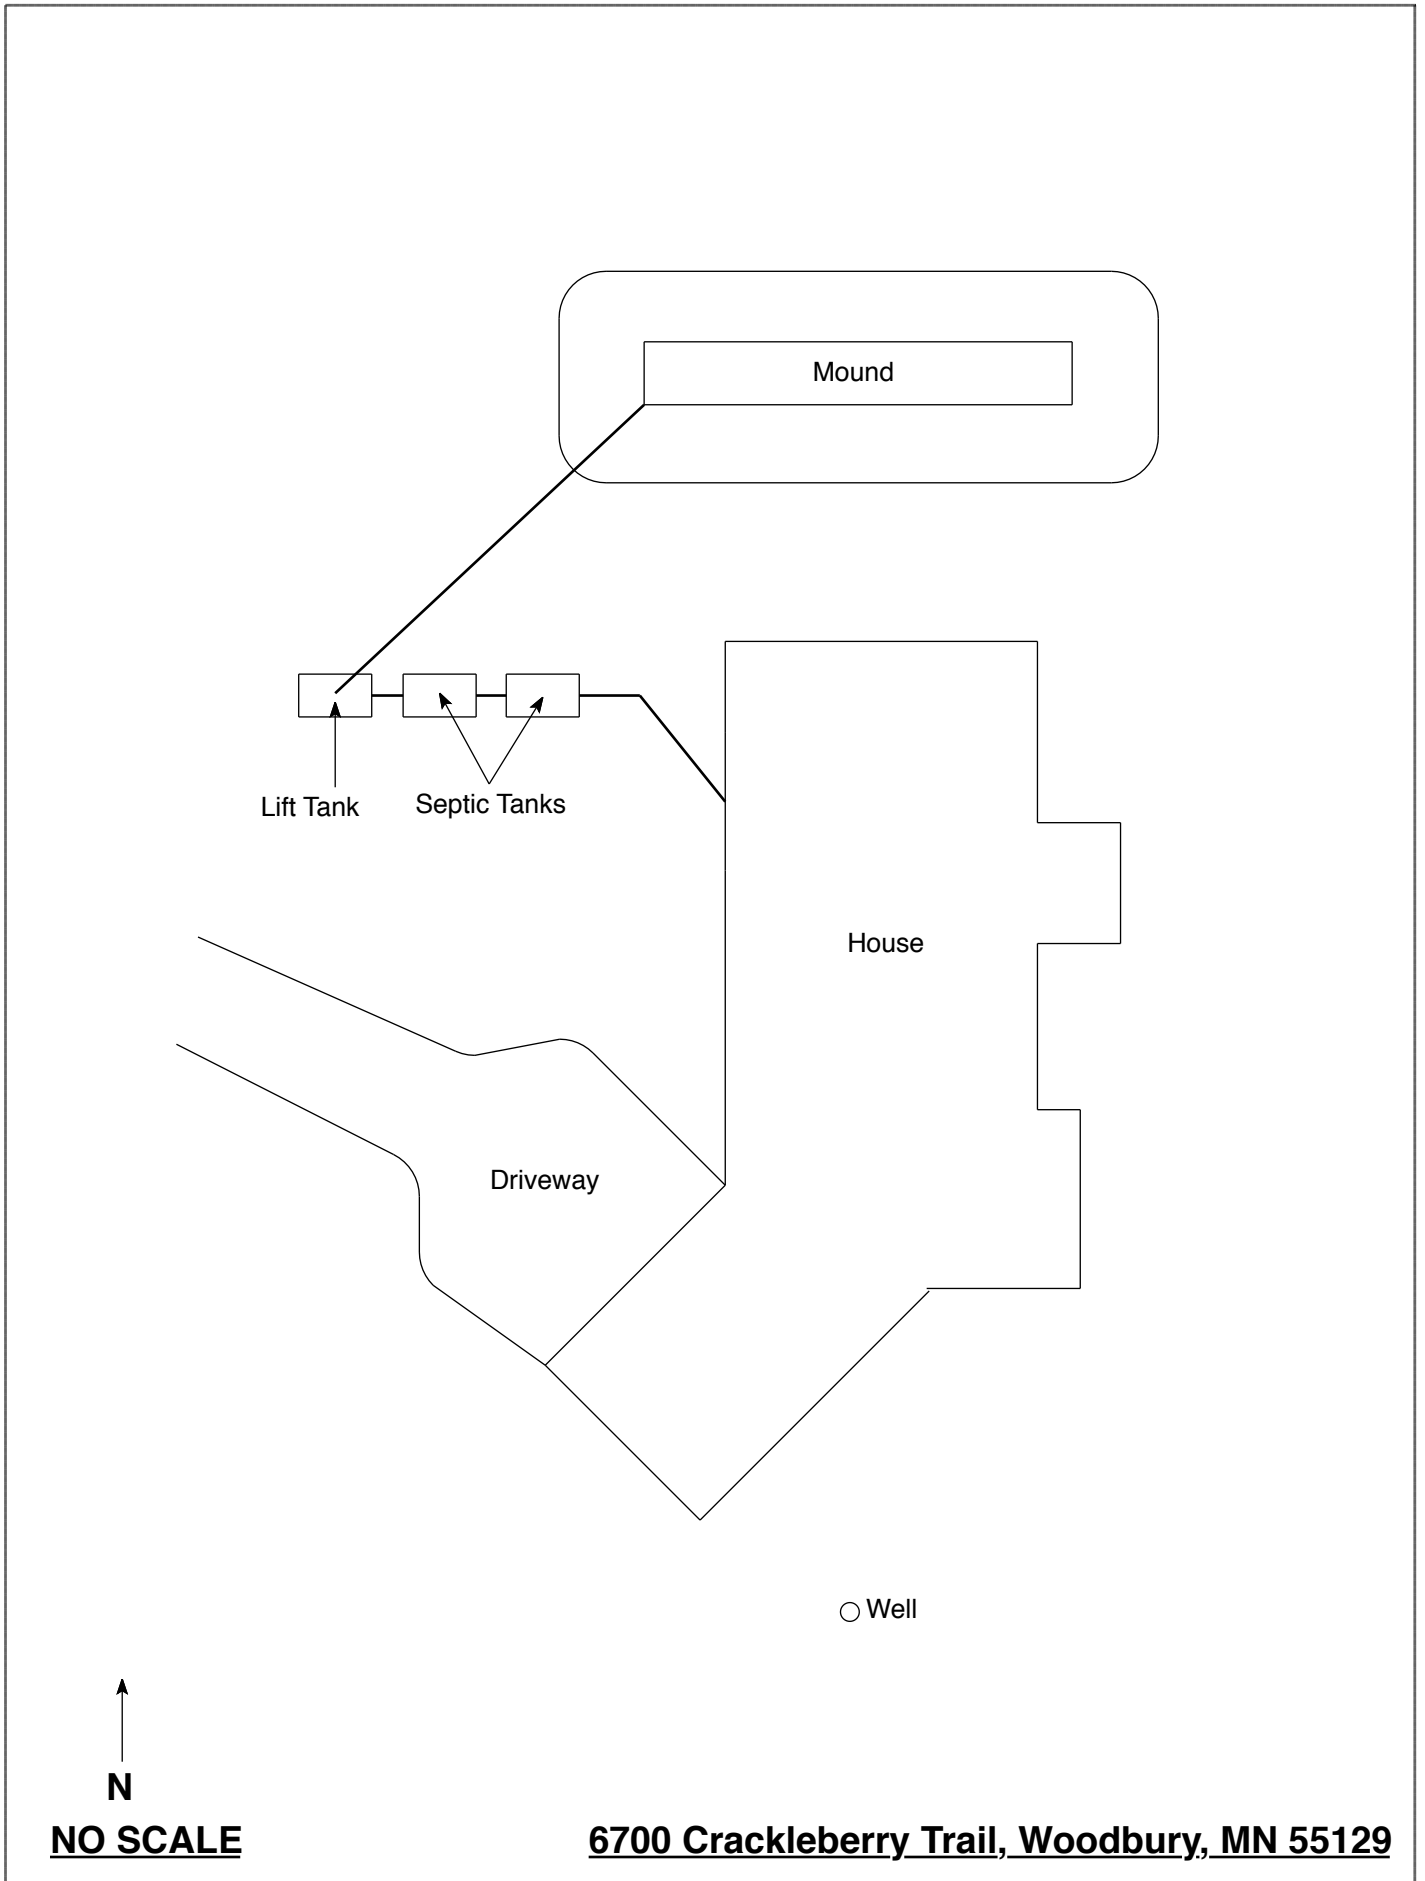 Mound
Lift Tank
Septic Tanks
House
Driveway
Well
N
NO SCALE
6700 Crackleberry Trail, Woodbury, MN 55129